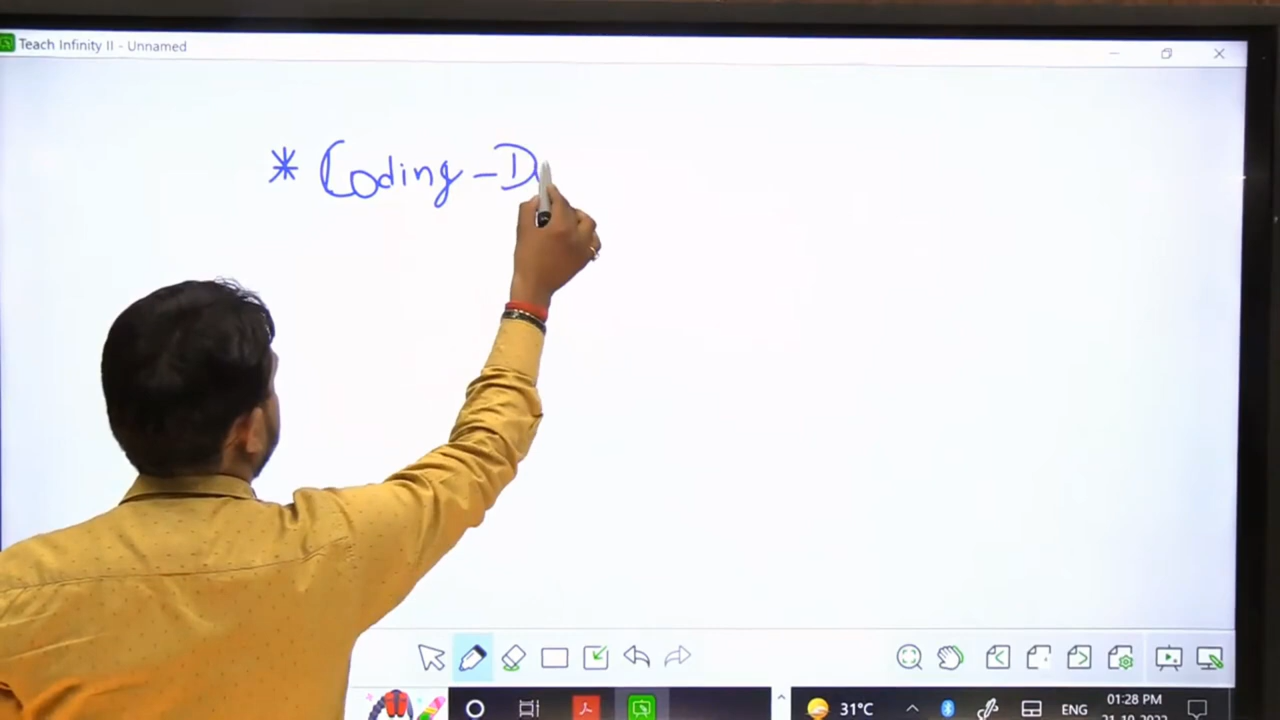 Teach Infinity II - Unnamed
* Coding - D
31°C
ENG
01:28 PM